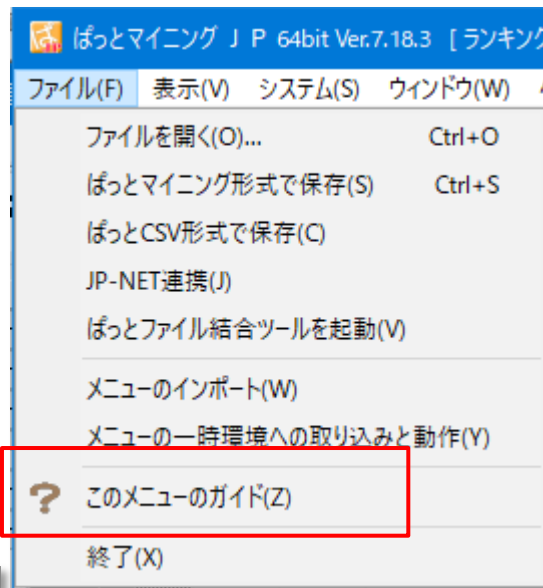 ぱっとマイニング J P 64bit Ver.7.18.3 [ ランキング
ファイル(F) 表示(V) システム(S) ウィンドウ(W)
ファイルを開く(O)... Ctrl+O
ぱっとマイニング形式で保存(S) Ctrl+S
ぱっとCSV形式で保存(C)
JP-NET連携(J)
ぱっとファイル結合ツールを起動(V)
メニューのインポート(W)
メニューの一時環境への取り込みと動作(Y)
? このメニューのガイド(Z)
終了(X)